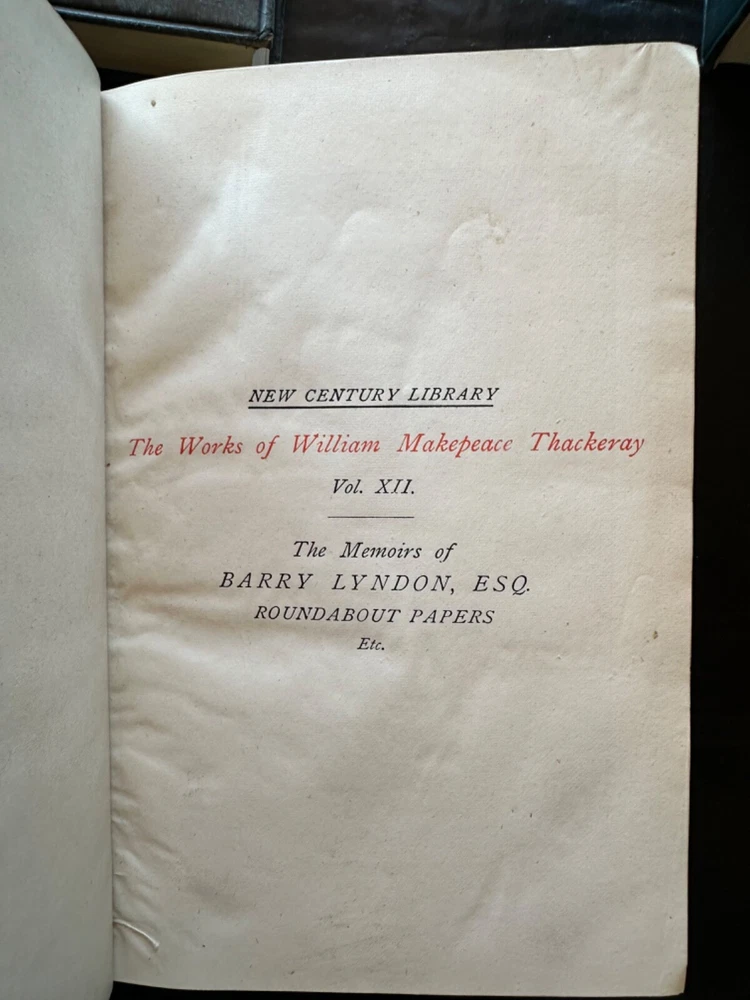 NEW CENTURY LIBRARY
The Works of William Makepeace Thackeray
Vol. XII.
The Memoirs of
BARRY LYNDON, ESQ.
ROUNDABOUT PAPERS
Etc.